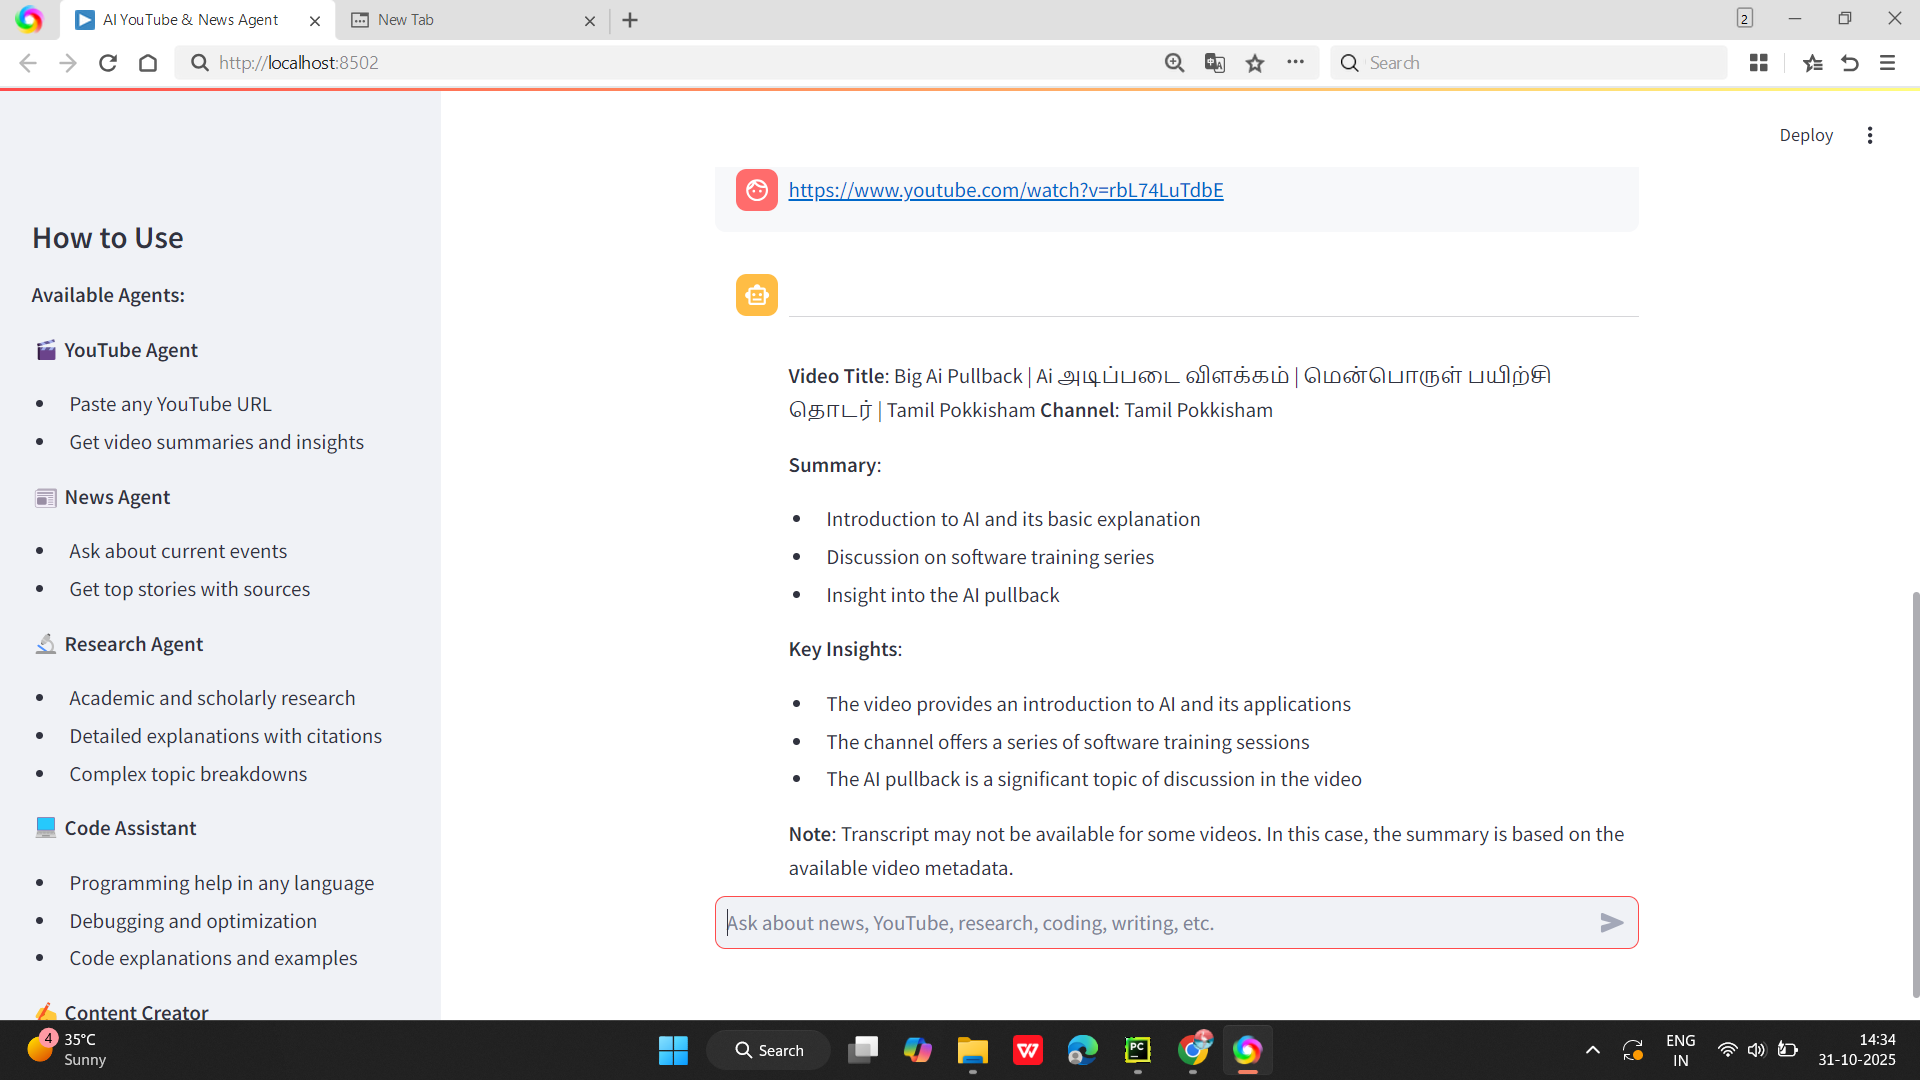 AI YouTube & News Agent
New Tab
2
http://localhost:8502
Search
Deploy
How to Use
Available Agents:
YouTube Agent
Paste any YouTube URL
Get video summaries and insights
News Agent
Ask about current events
Get top stories with sources
Research Agent
Academic and scholarly research
Detailed explanations with citations
Complex topic breakdowns
Code Assistant
Programming help in any language
Debugging and optimization
Code explanations and examples
Content Creator
https://www.youtube.com/watch?v=rbL74LuTdbE
Video Title: Big Ai Pullback | Ai அடிப்படை விளக்கம் | மென்பொருள் பயிற்சி
தொடர் | Tamil Pokkisham Channel: Tamil Pokkisham
Summary:
Introduction to AI and its basic explanation
Discussion on software training series
Insight into the AI pullback
Key Insights:
The video provides an introduction to AI and its applications
The channel offers a series of software training sessions
The AI pullback is a significant topic of discussion in the video
Note: Transcript may not be available for some videos. In this case, the summary is based on the
available video metadata.
Ask about news, YouTube, research, coding, writing, etc.
4
35°C
Sunny
Search
PC
ENG
IN
14:34
31-10-2025